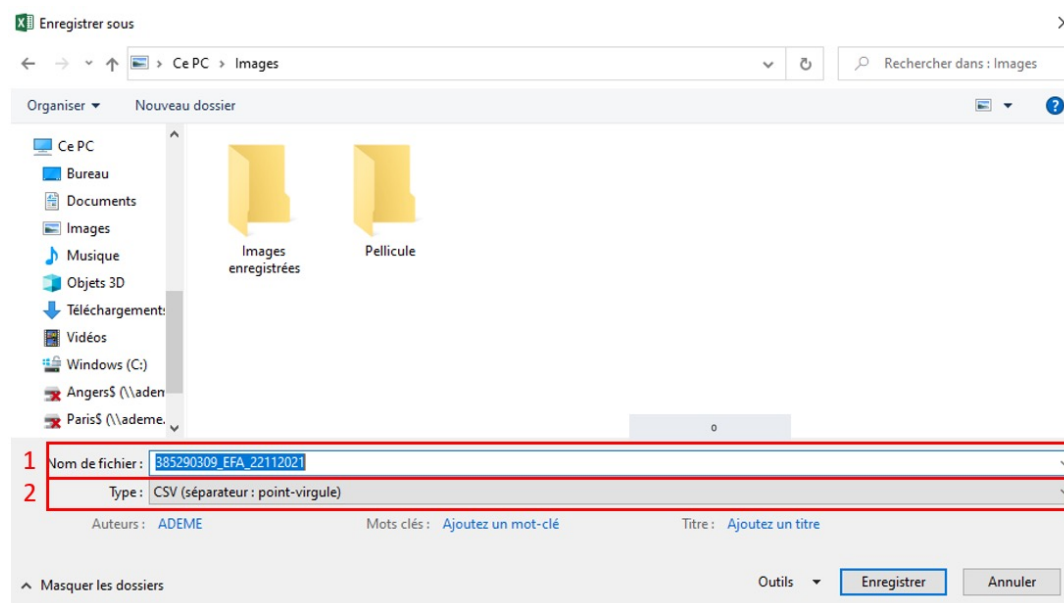 Enregistrer sous
Ce PC > Images
Rechercher dans : Images
Organiser
Nouveau dossier
Ce PC
Bureau
Documents
Images
Musique
Objets 3D
Téléchargements
Vidéos
Windows (C:)
Angers$ (\\adem
Paris$ (\\ademe.
Images
enregistrées
Pellicule
1 Nom de fichier : 385290309_EFA_22112021
2 Type : CSV (séparateur : point-virgule)
Auteurs : ADEME
Mots clés : Ajoutez un mot-clé
Titre : Ajoutez un titre
Masquer les dossiers
Outils
Enregistrer
Annuler